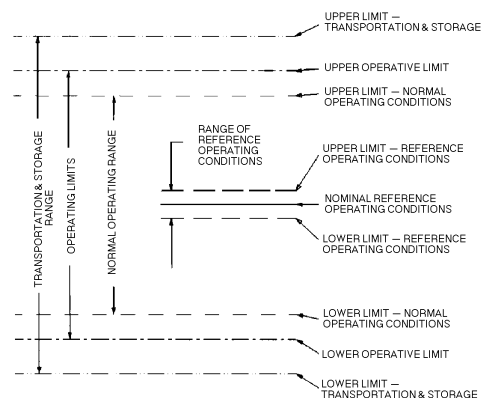 UPPER LIMIT —
TRANSPORTATION & STORAGE
UPPER OPERATIVE LIMIT
UPPER LIMIT — NORMAL
OPERATING CONDITIONS
RANGE OF
REFERENCE
OPERATING
CONDITIONS
UPPER LIMIT — REFERENCE
OPERATING CONDITIONS
TRANSPORTATION & STORAGE
RANGE
OPERATING LIMITS
NORMAL OPERATING RANGE
NOMINAL REFERENCE
OPERATING CONDITIONS
LOWER LIMIT — REFERENCE
OPERATING CONDITIONS
LOWER LIMIT — NORMAL
OPERATING CONDITIONS
LOWER OPERATIVE LIMIT
LOWER LIMIT —
TRANSPORTATION & STORAGE